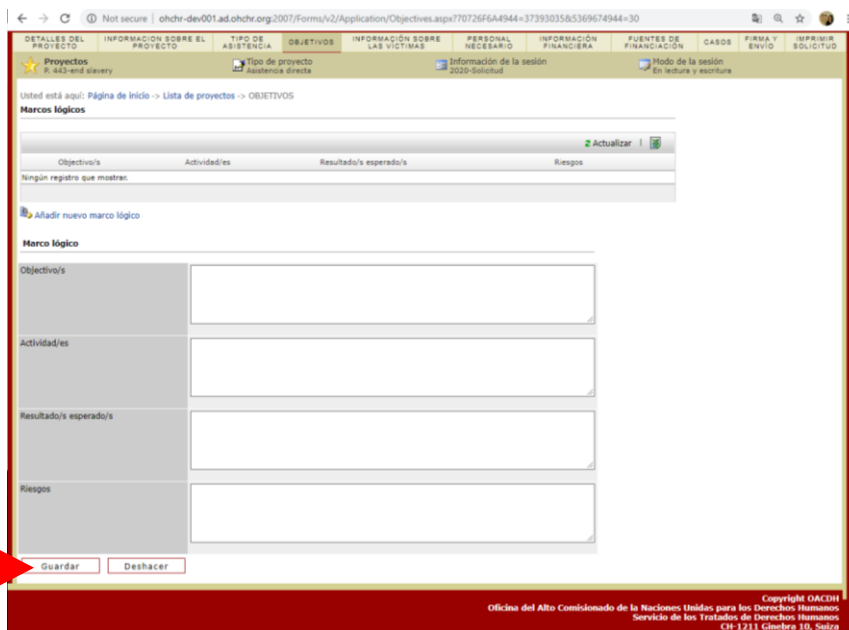 Not secure | ohchr-dev001.ad.ohchr.org:2007/Forms/v2/Application/Objectives.aspx?70726F6A4944=37393035&5369674944=30
DETALLES DEL PROYECTO INFORMACION SOBRE EL PROYECTO TIPO DE ASISTENCIA OBJETIVOS INFORMACIÓN SOBRE LAS VÍCTIMAS PERSONAL NECESARIO INFORMACIÓN FINANCIERA FUENTES DE FINANCIACIÓN CASOS FIRMA Y ENVÍO IMPRIMIR SOLICITUD
Proyectos Tipo de proyecto Información de la sesión Modo de la sesión
P. 443-end slavery Asistencia directa 2020-Solicitud En lectura y escritura
Usted está aquí: Página de inicio -> Lista de proyectos -> OBJETIVOS
Marcos lógicos
Actualizar |
Objectivo/s Actividad/es Resultado/s esperado/s Riesgos
Ningún registro que mostrar.
Añadir nuevo marco lógico
Marco lógico
Objectivo/s
Actividad/es
Resultado/s esperado/s
Riesgos
Guardar Deshacer
Copyright OACDH
Oficina del Alto Comisionado de la Naciones Unidas para los Derechos Humanos
Servicio de los Tratados de Derechos Humanos
CH-1211 Ginebra 10, Suiza